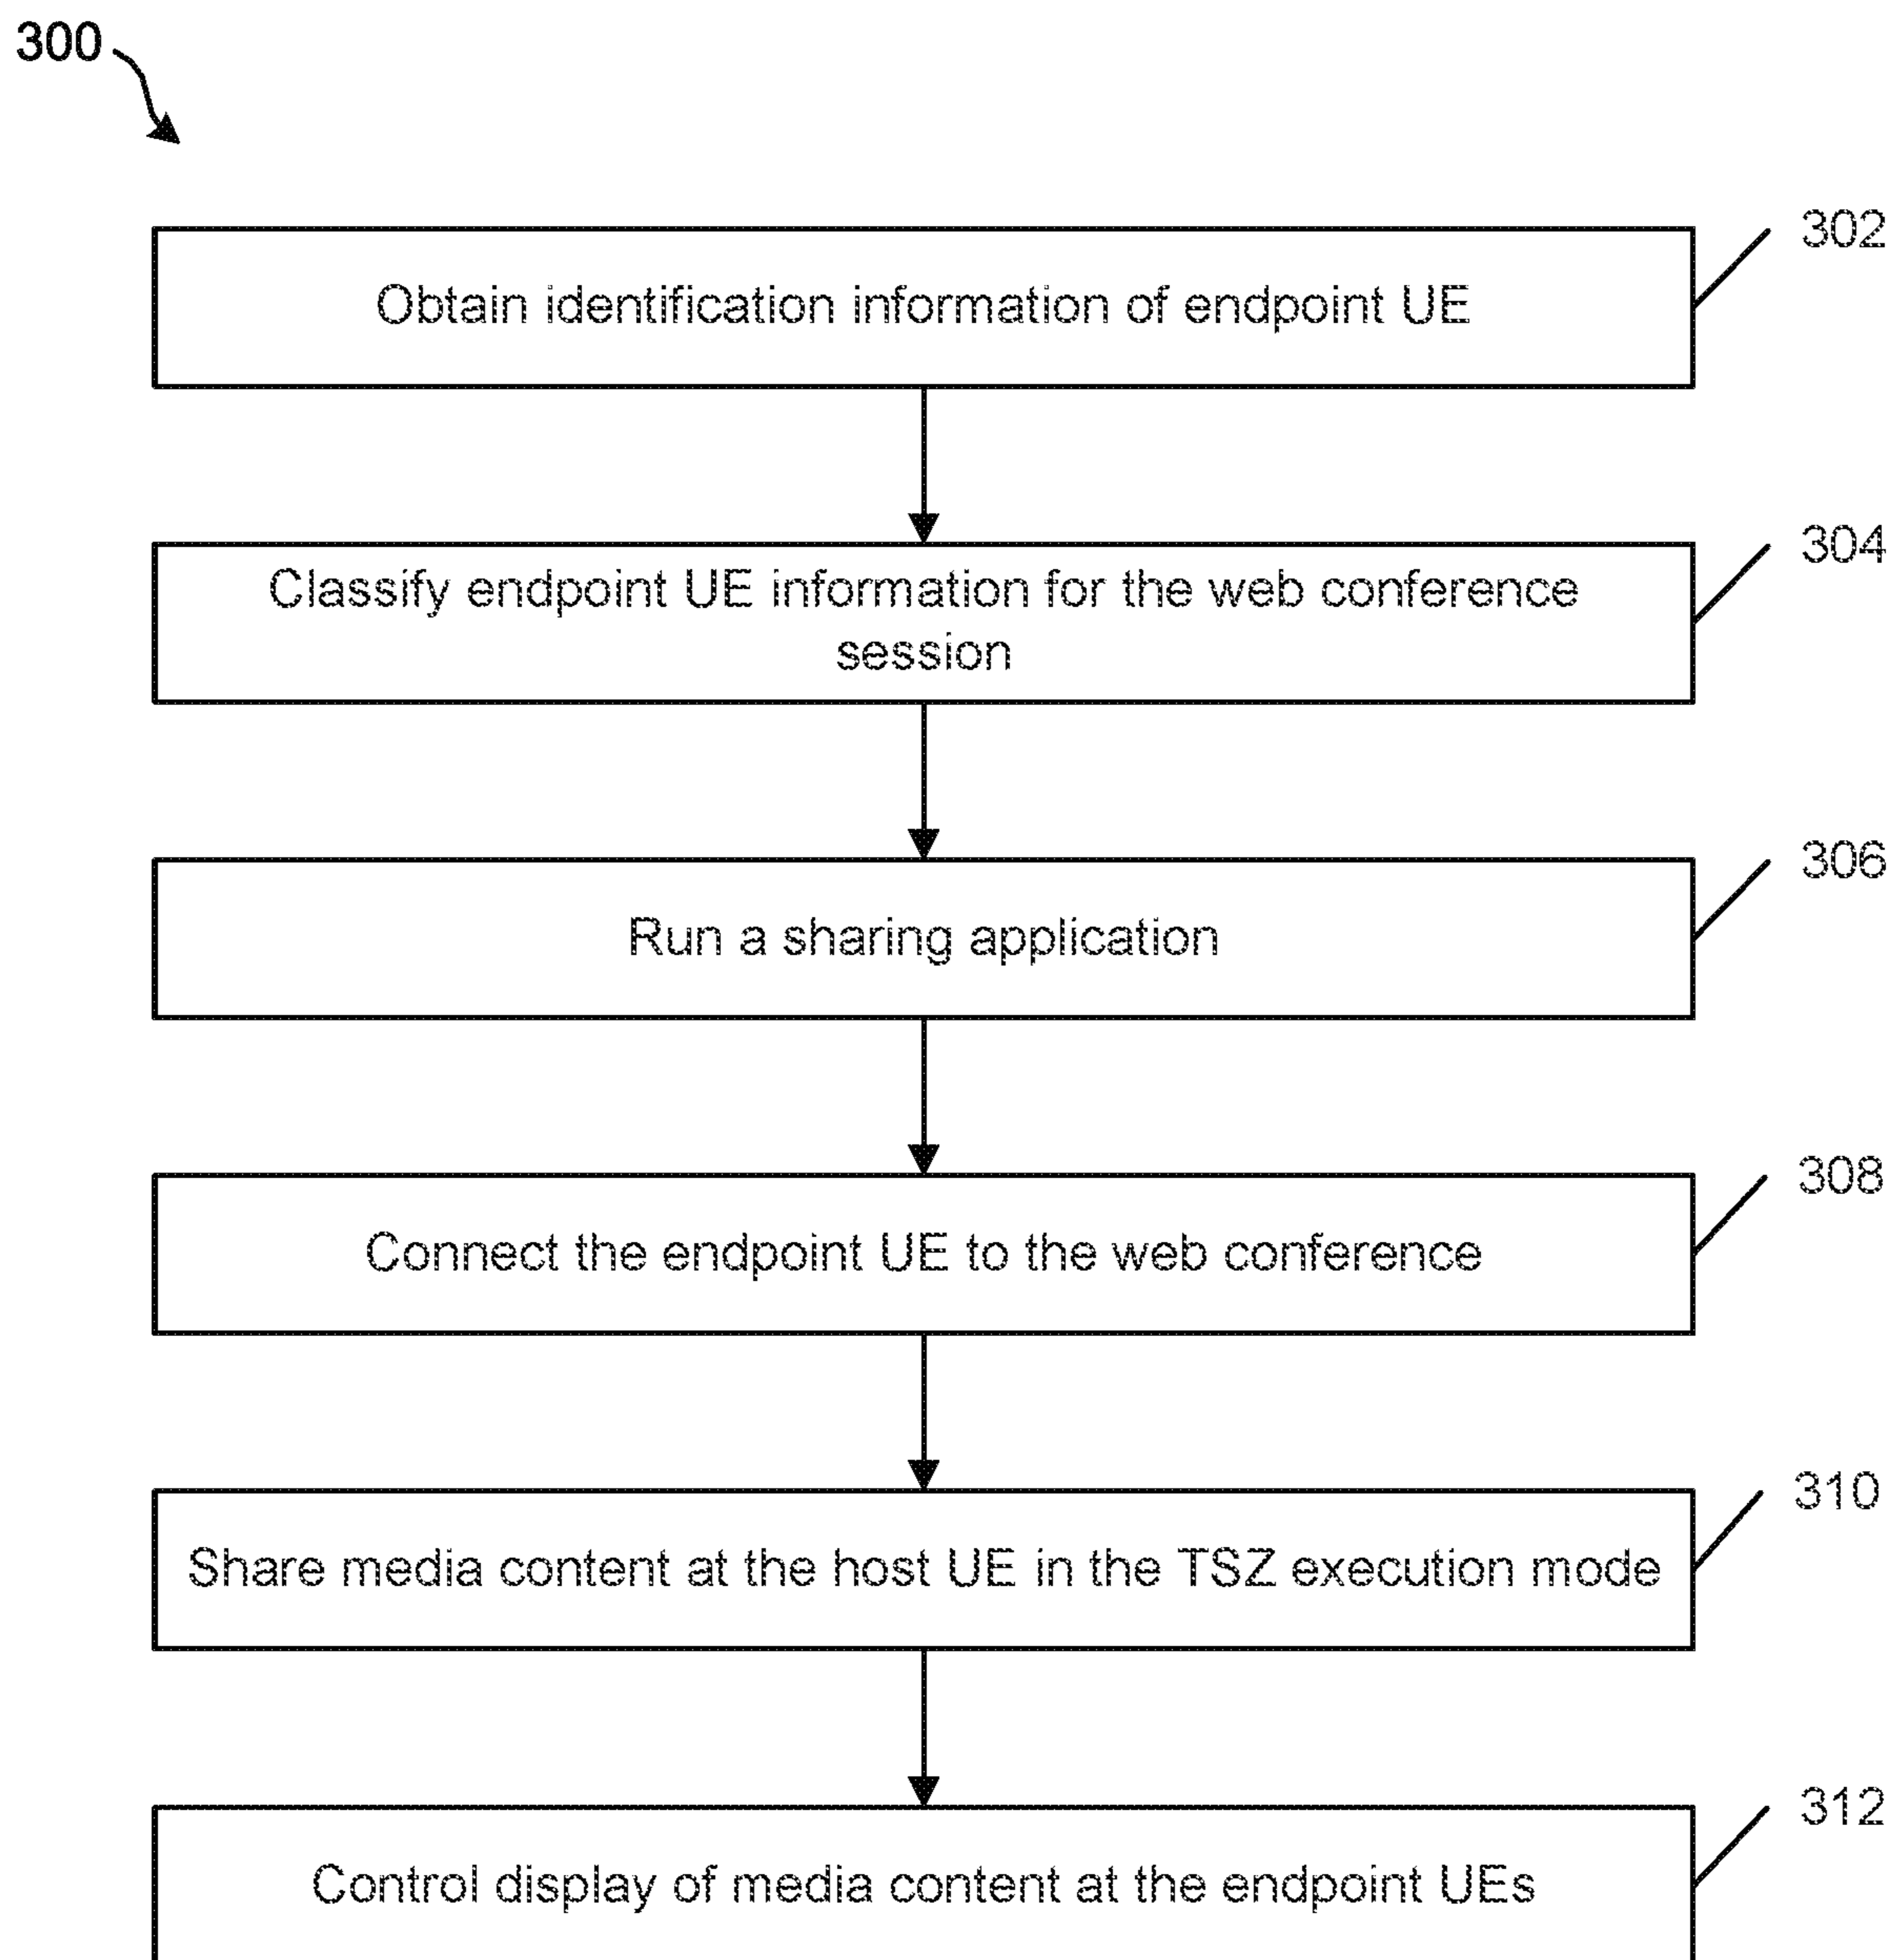 300
302
Obtain identification information of endpoint UE
304
Classify endpoint UE information for the web conference
session
306
Run a sharing application
308
Connect the endpoint UE to the web conference
310
Share media content at the host UE in the TSZ execution mode
312
Control display of media content at the endpoint UEs